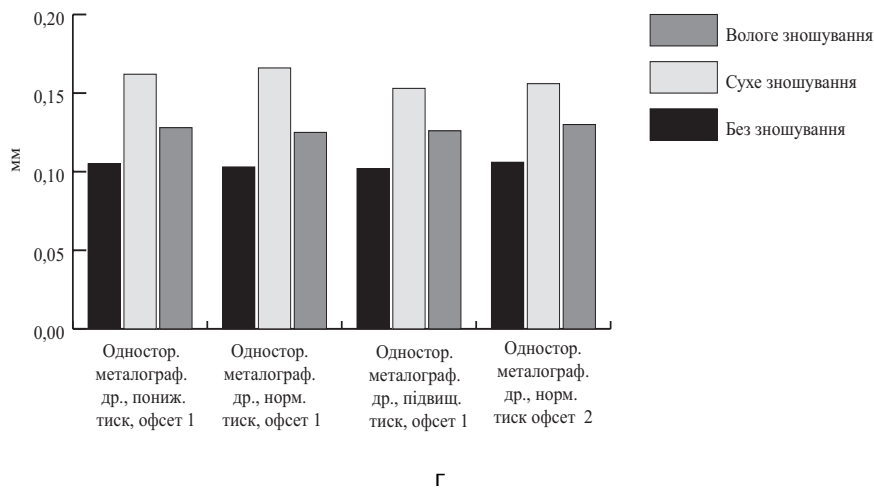 0,20
0,15
0,10
0,05
0,00
мм
Вологе зношування
Сухе зношування
Без зношування
Одностор.
металограф.
др., пониж.
тиск, офсет 1
Одностор.
металограф.
др., норм.
тиск, офсет 1
Одностор.
металограф.
др., підвищ.
тиск, офсет 1
Одностор.
металограф.
др., норм.
тиск офсет 2
г